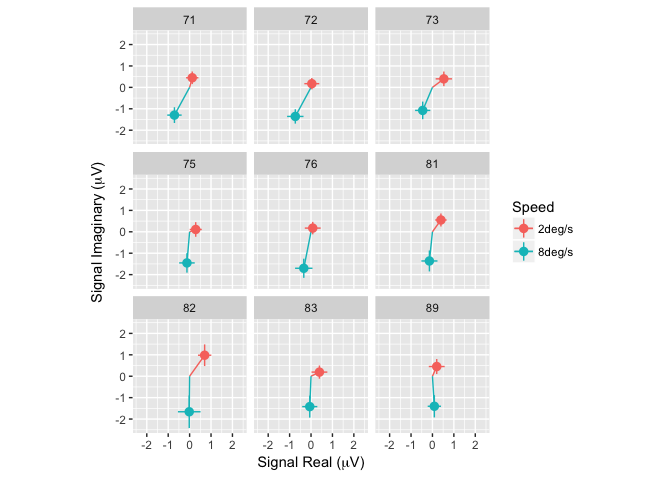 71 72 73
2
1
0
-1
-2
75 76 81
2
1
0
-1
-2
82 83 89
2
1
0
-1
-2
-2 -1 0 1 2 -2 -1 0 1 2 -2 -1 0 1 2
Signal Real (μV)
Signal Imaginary (μV)
Speed
2deg/s
8deg/s